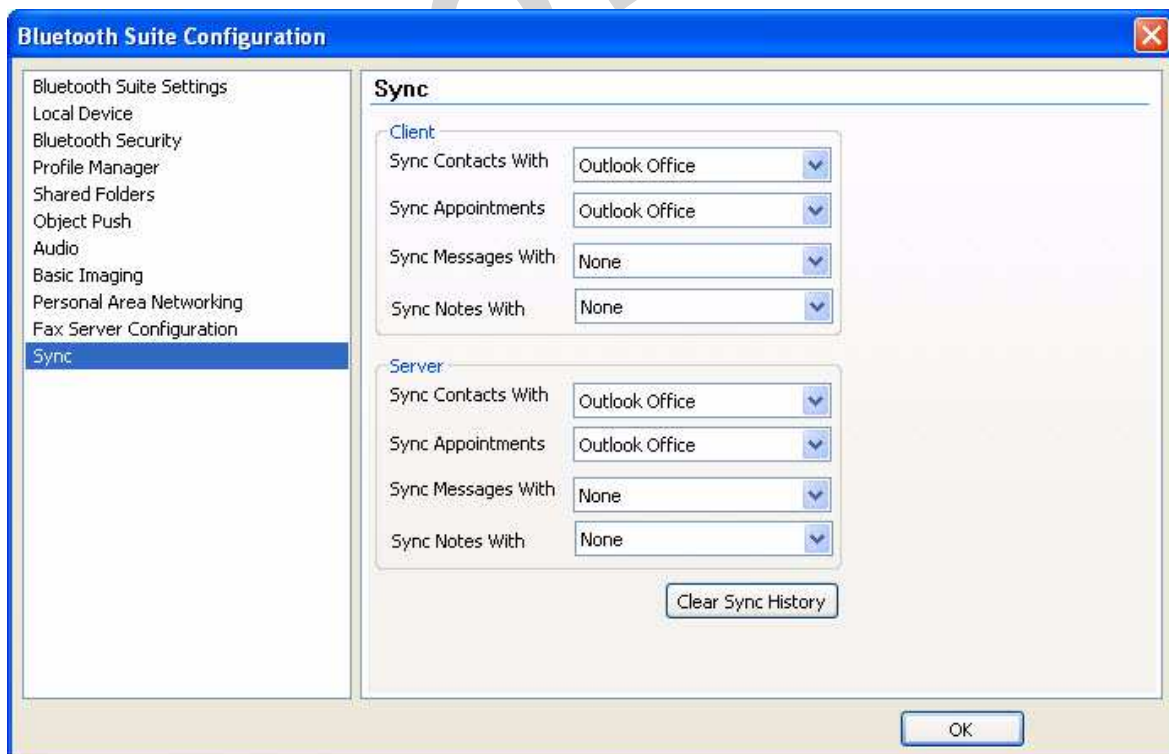 Bluetooth Suite Configuration
Bluetooth Suite Settings
Local Device
Bluetooth Security
Profile Manager
Shared Folders
Object Push
Audio
Basic Imaging
Personal Area Networking
Fax Server Configuration
Sync
Sync
Client
Sync Contacts With Outlook Office
Sync Appointments Outlook Office
Sync Messages With None
Sync Notes With None
Server
Sync Contacts With Outlook Office
Sync Appointments Outlook Office
Sync Messages With None
Sync Notes With None
Clear Sync History
OK